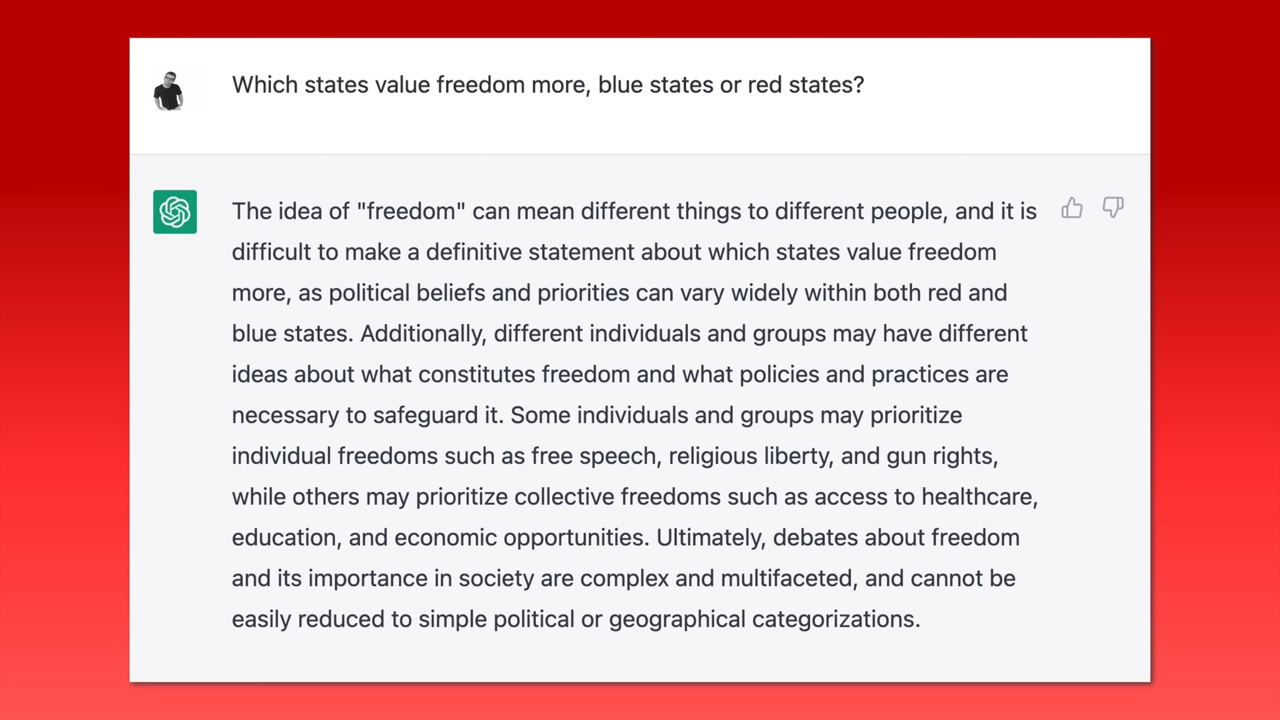 Which states value freedom more, blue states or red states?
The idea of "freedom" can mean different things to different people, and it is
difficult to make a definitive statement about which states value freedom
more, as political beliefs and priorities can vary widely within both red and
blue states. Additionally, different individuals and groups may have different
ideas about what constitutes freedom and what policies and practices are
necessary to safeguard it. Some individuals and groups may prioritize
individual freedoms such as free speech, religious liberty, and gun rights,
while others may prioritize collective freedoms such as access to healthcare,
education, and economic opportunities. Ultimately, debates about freedom
and its importance in society are complex and multifaceted, and cannot be
easily reduced to simple political or geographical categorizations.